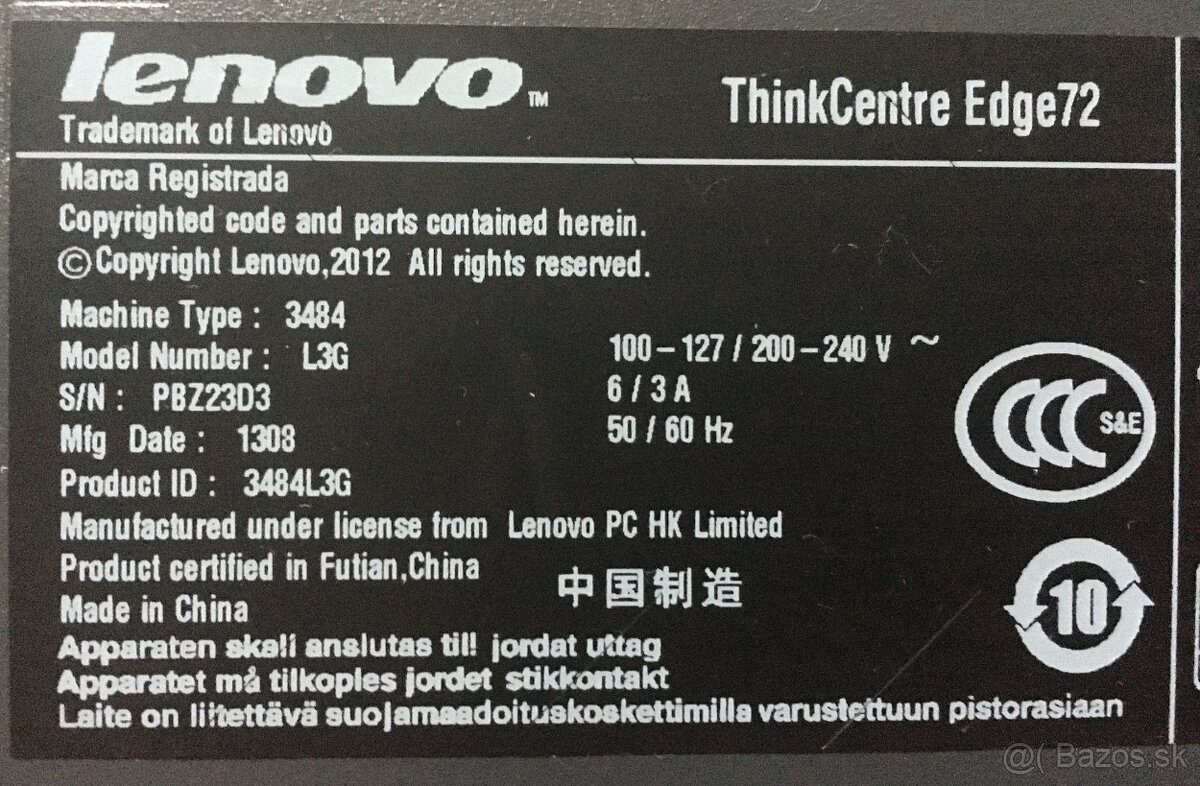 lenovo™
ThinkCentre Edge72
Trademark of Lenovo
Marca Registrada
Copyrighted code and parts contained herein.
©Copyright Lenovo,2012 All rights reserved.
Machine Type : 3484
Model Number : L3G
S/N : PBZ23D3
Mfg Date : 1308
Product ID : 3484L3G
100-127 / 200-240 V ~
6 / 3 A
50 / 60 Hz
CCC S&E
Manufactured under license from Lenovo PC HK Limited
Product certified in Futian,China
Made in China
中国制造
10
Apparaten skall anslutas till jordat uttag
Apparatet må tilkoples jordet stikkontakt
Laite on liitettävä suojamaadoituskoskettimilla varustettuun pistorasiaan
@( Bazos.sk